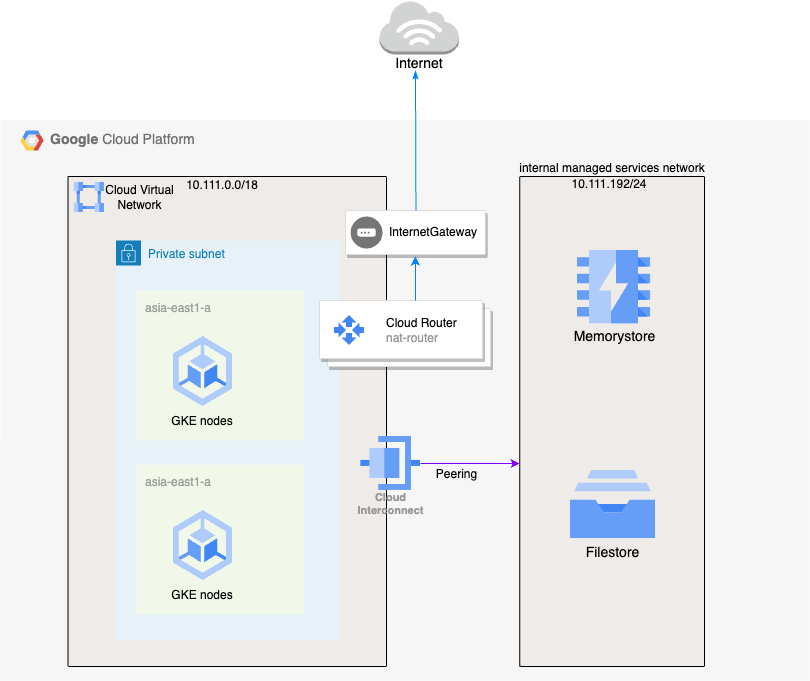 Internet
Google Cloud Platform
Cloud Virtual
Network
10.111.0.0/18
internal managed services network
10.111.192/24
InternetGateway
Private subnet
asia-east1-a
GKE nodes
Cloud Router
nat-router
Memorystore
asia-east1-a
GKE nodes
Cloud
Interconnect
Peering
Filestore